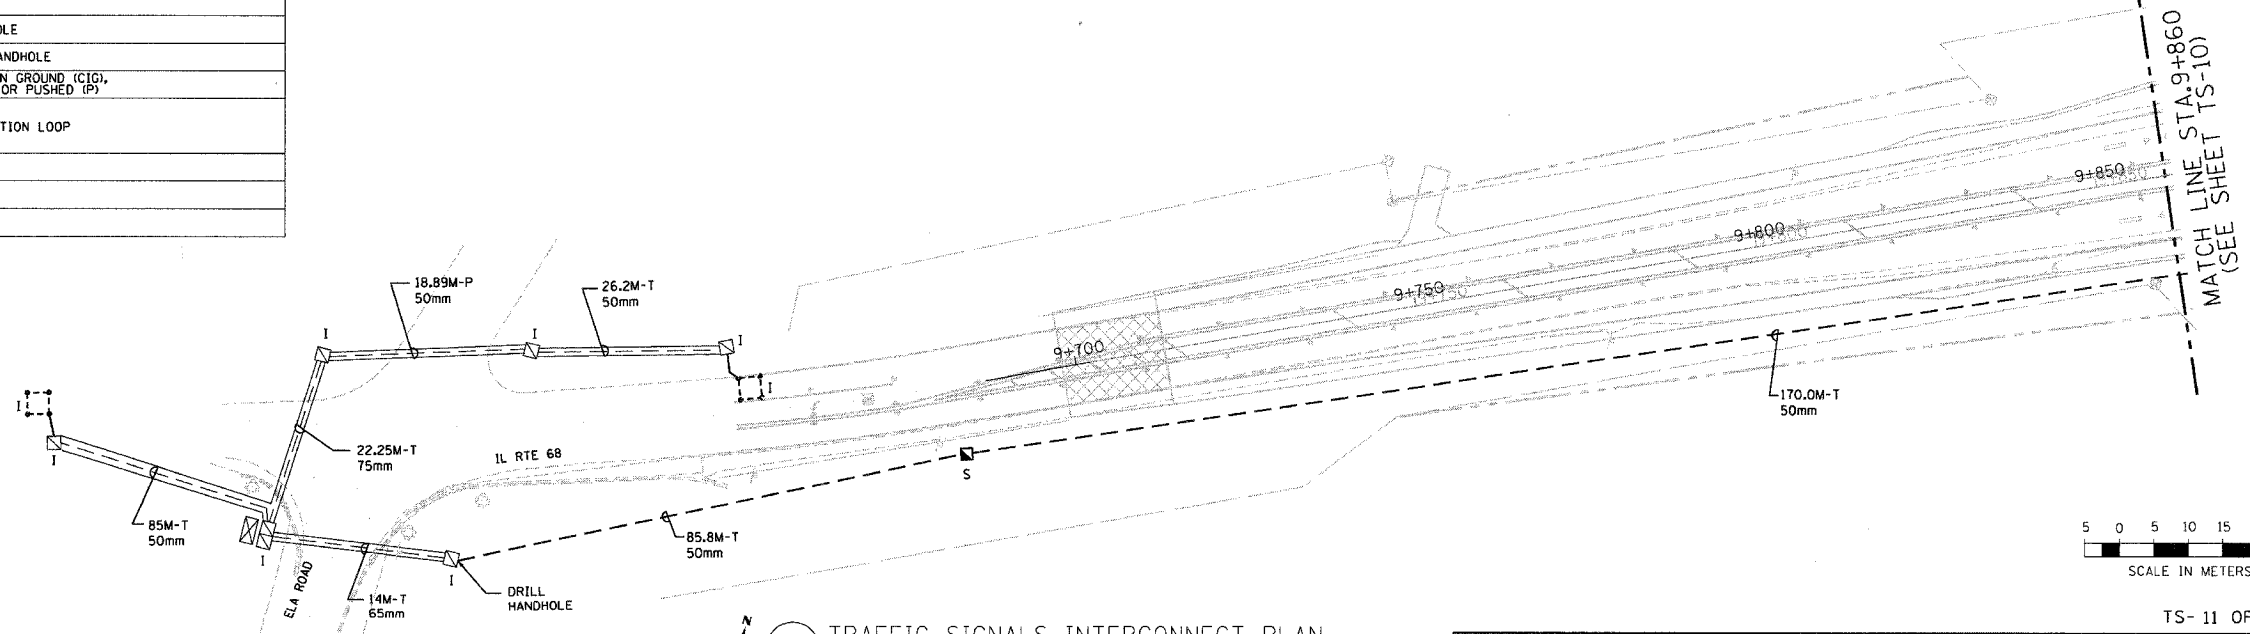 OLE
ANDHOLE
N GROUND (CIG),
OR PUSHED (P)
TION LOOP
MATCH LINE STA.9+860
(SEE SHEET TS-10)
9+850
9+800
9+750
9+700
18.89M-P
50mm
26.2M-T
50mm
I
I
I
I
I
I
22.25M-T
75mm
IL RTE 68
170.0M-T
50mm
S
85M-T
50mm
85.8M-T
50mm
I
I
ELA ROAD
14M-T
65mm
DRILL
HANDHOLE
5 0 5 10 15
SCALE IN METERS
N
TRAFFIC SIGNALS INTERCONNECT PLAN
TS- 11 OF